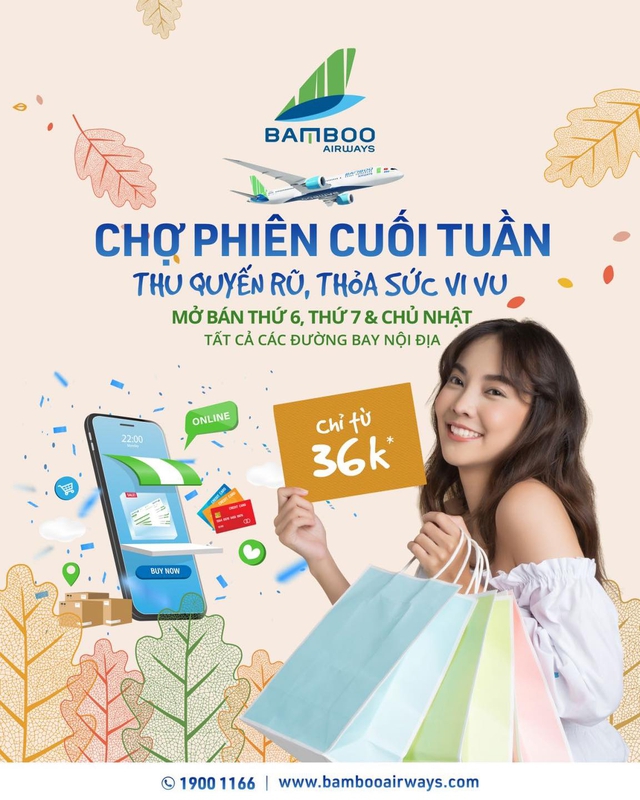 BAMBOO
AIRWAYS
CHỢ PHIÊN CUỐI TUẦN
THU QUYẾN RŨ, THỎA SỨC VI VU
MỞ BÁN THỨ 6, THỨ 7 & CHỦ NHẬT
TẤT CẢ CÁC ĐƯỜNG BAY NỘI ĐỊA
Chỉ từ
36k*
ONLINE
22:00
BUY NOW
1900 1166 | www.bambooairways.com